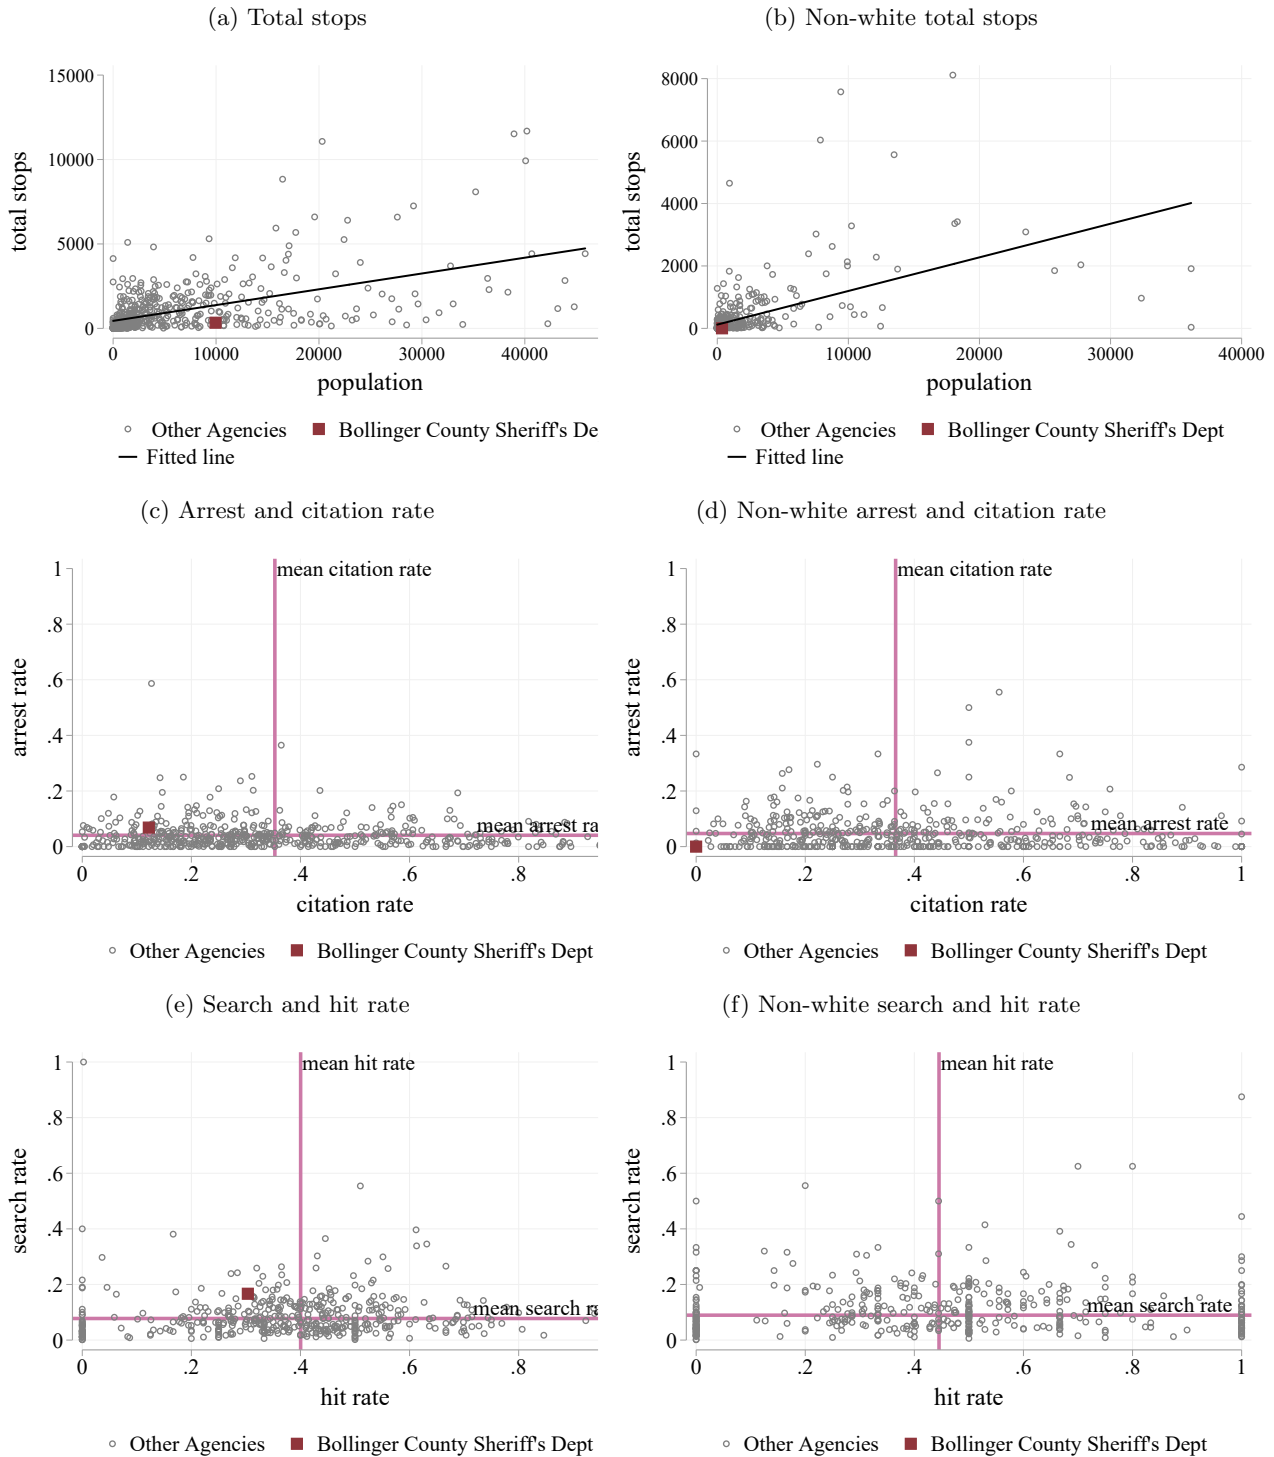 (a) Total stops
(b) Non-white total stops
15000
10000
5000
0
total stops
0 10000 20000 30000 40000
population
Other Agencies Bollinger County Sheriff's De
Fitted line
8000
6000
4000
2000
0
total stops
0 10000 20000 30000 40000
population
Other Agencies Bollinger County Sheriff's Dept
Fitted line
(c) Arrest and citation rate
(d) Non-white arrest and citation rate
1
.8
.6
.4
.2
0
arrest rate
mean citation rate
mean arrest ra
0 .2 .4 .6 .8
citation rate
Other Agencies Bollinger County Sheriff's Dept
1
.8
.6
.4
.2
0
arrest rate
mean citation rate
mean arrest rate
0 .2 .4 .6 .8 1
citation rate
Other Agencies Bollinger County Sheriff's Dept
(e) Search and hit rate
(f) Non-white search and hit rate
1
.8
.6
.4
.2
0
search rate
mean hit rate
mean search ra
0 .2 .4 .6 .8
hit rate
Other Agencies Bollinger County Sheriff's Dept
1
.8
.6
.4
.2
0
search rate
mean hit rate
mean search rate
0 .2 .4 .6 .8 1
hit rate
Other Agencies Bollinger County Sheriff's Dept